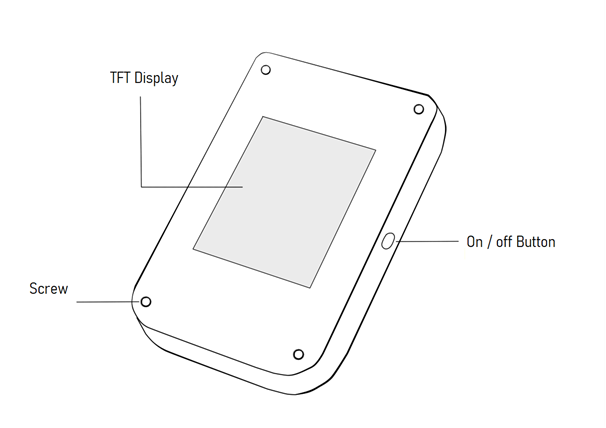 TFT Display
On / off Button
Screw